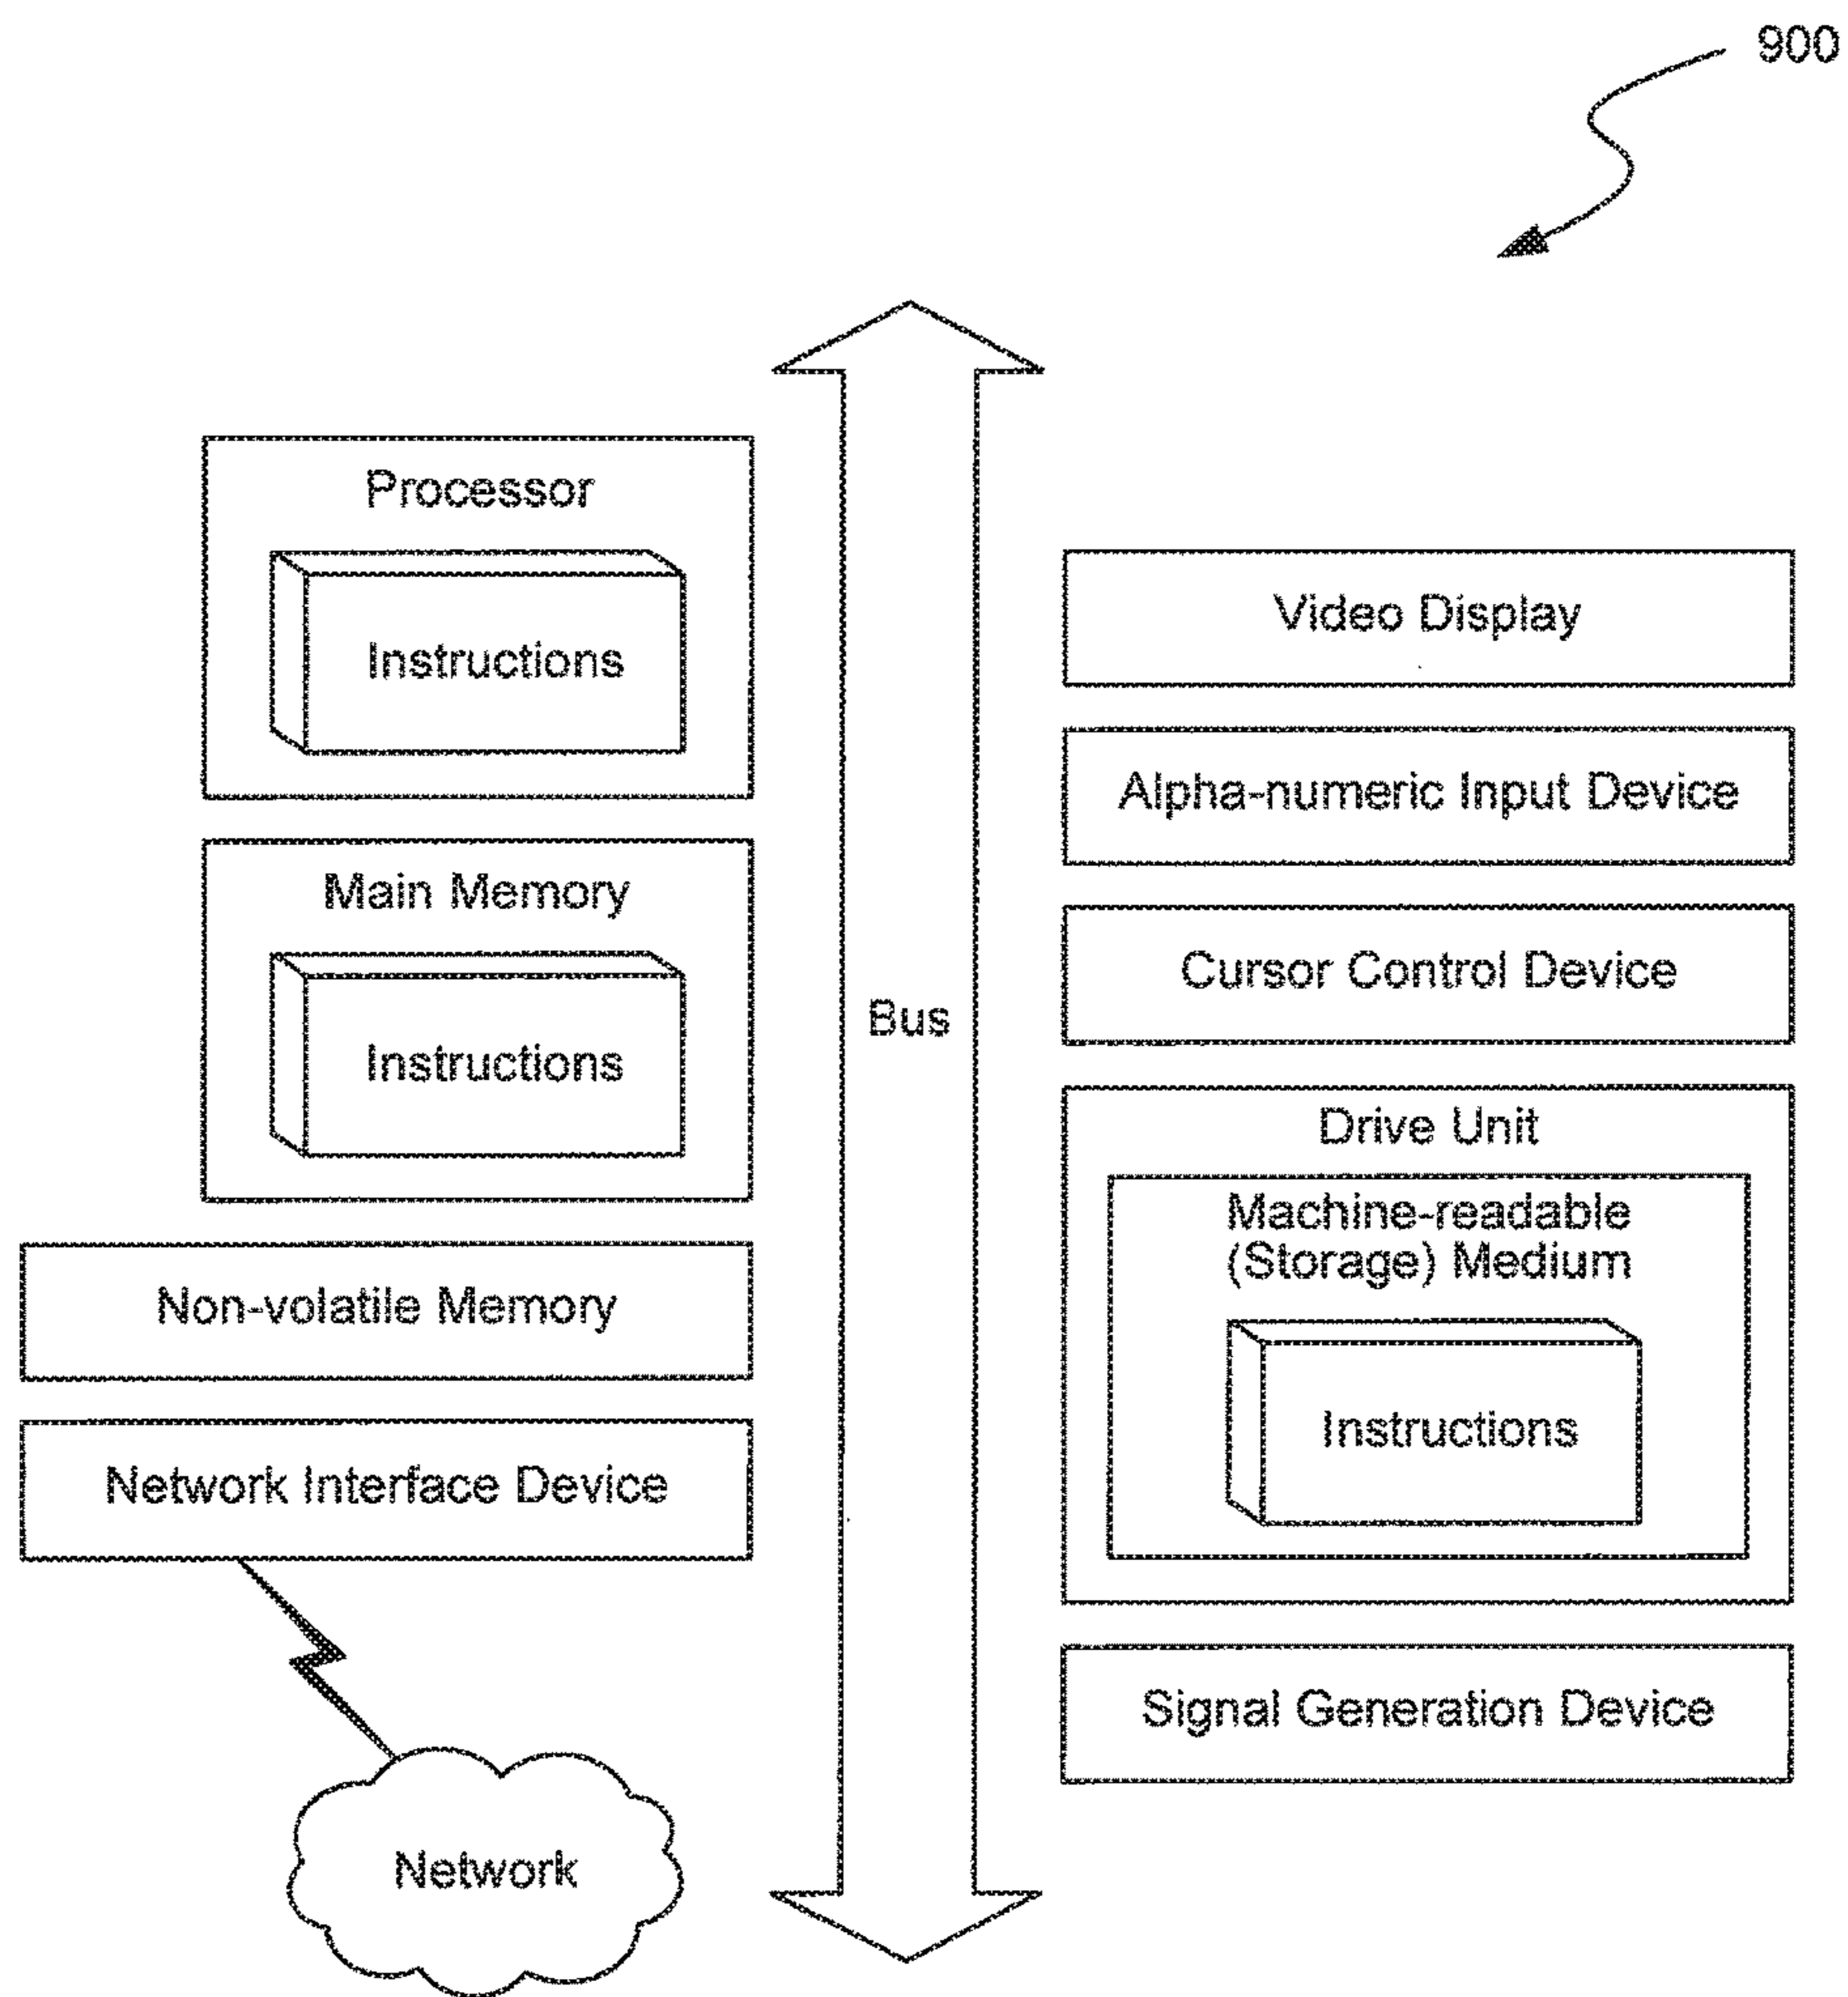 900
Processor
Instructions
Main Memory
Instructions
Non-volatile Memory
Network Interface Device
Network
Bus
Video Display
Alpha-numeric Input Device
Cursor Control Device
Drive Unit
Machine-readable
(Storage) Medium
Instructions
Signal Generation Device